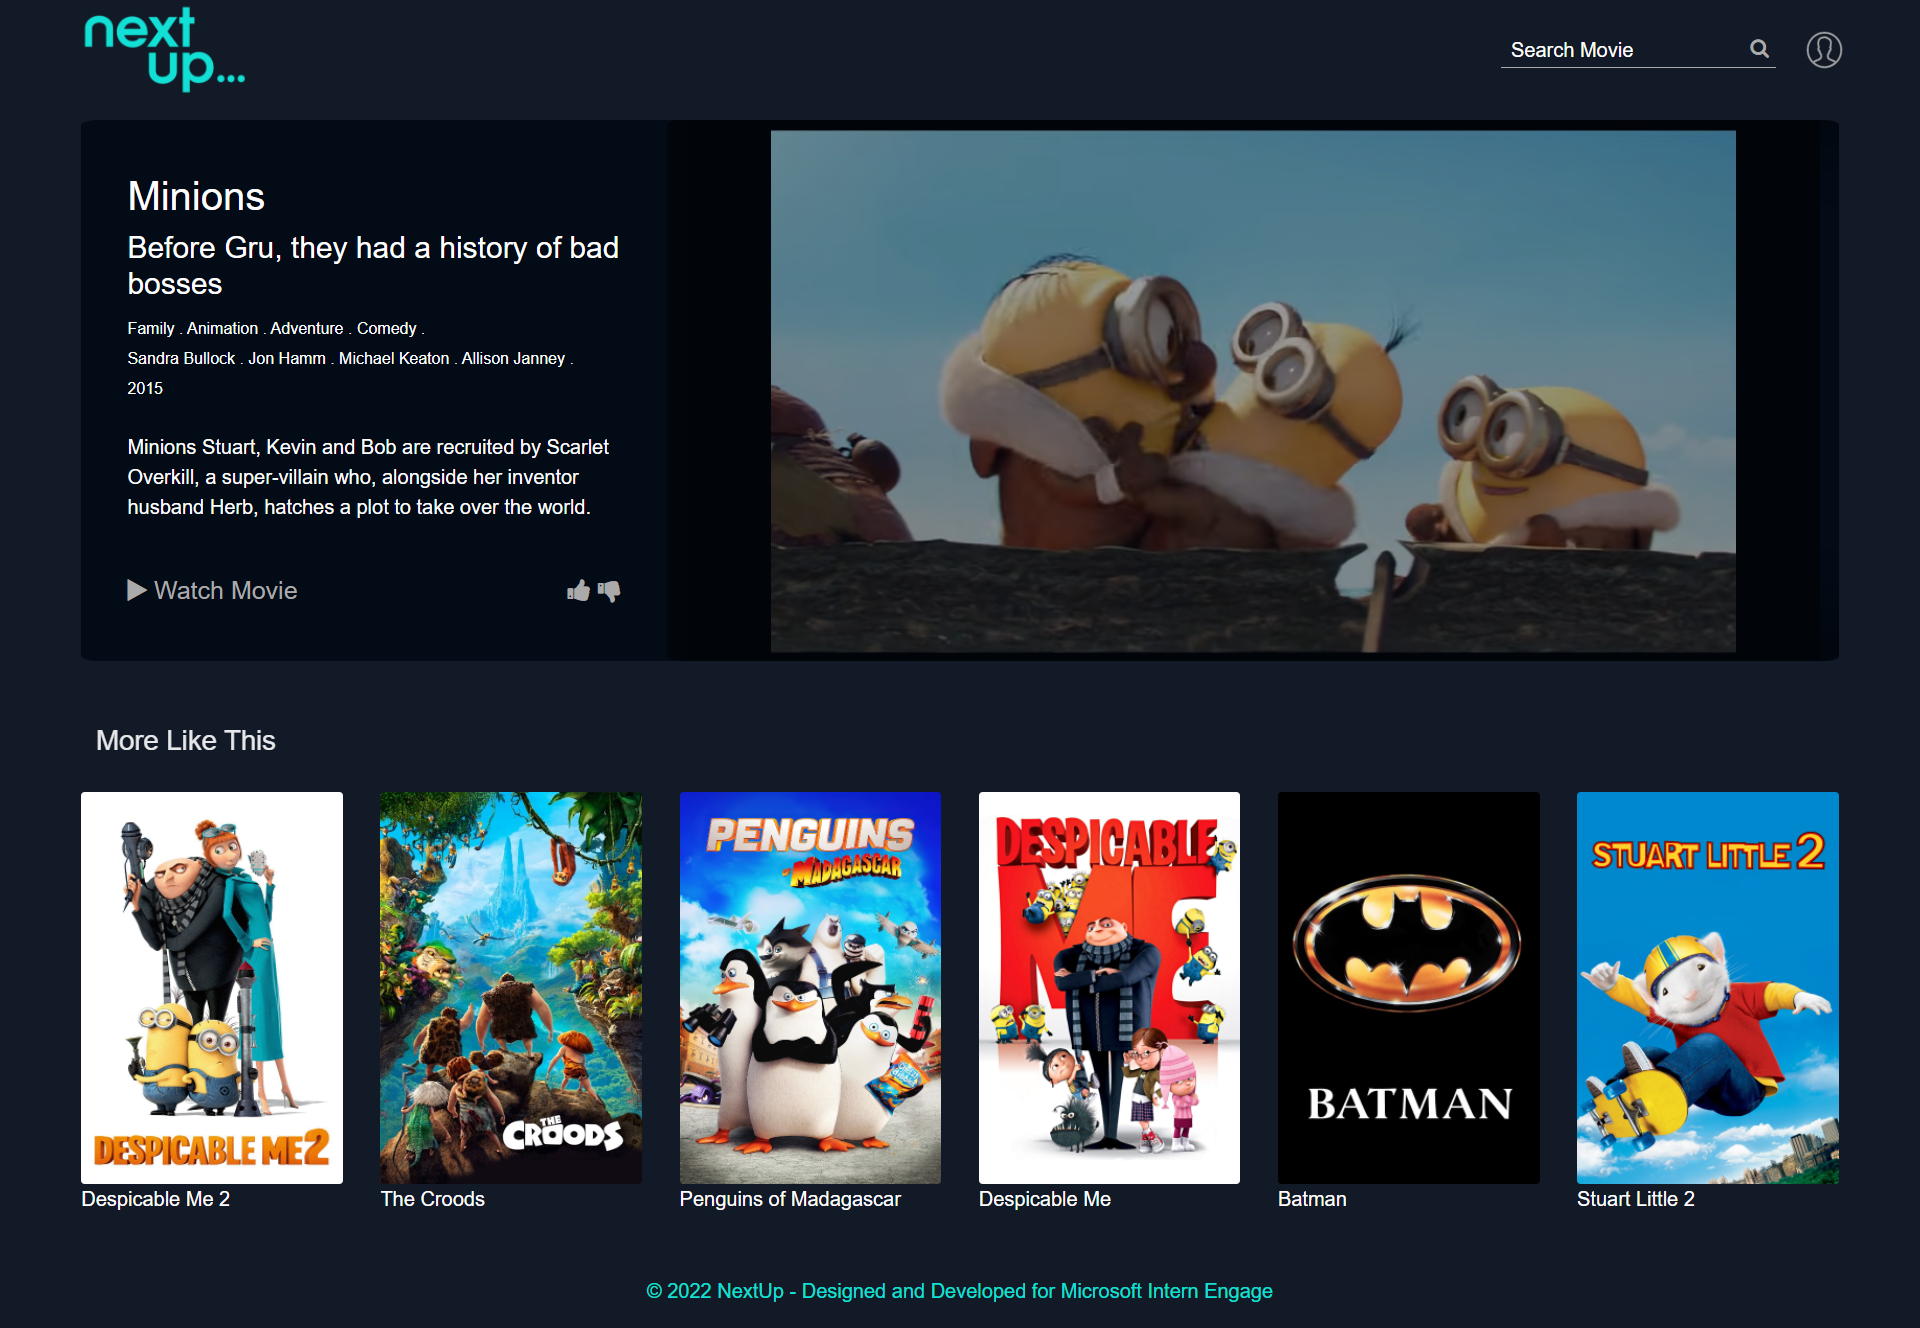 next
up...
Search Movie
Minions
Before Gru, they had a history of bad
bosses
Family . Animation . Adventure . Comedy .
Sandra Bullock . Jon Hamm . Michael Keaton . Allison Janney .
2015
Minions Stuart, Kevin and Bob are recruited by Scarlet
Overkill, a super-villain who, alongside her inventor
husband Herb, hatches a plot to take over the world.
Watch Movie
More Like This
DESPICABLE ME 2
THE
CROODS
PENGUINS
MADAGASCAR
DESPICABLE
ME
BATMAN
STUART LITTLE 2
Despicable Me 2
The Croods
Penguins of Madagascar
Despicable Me
Batman
Stuart Little 2
© 2022 NextUp - Designed and Developed for Microsoft Intern Engage